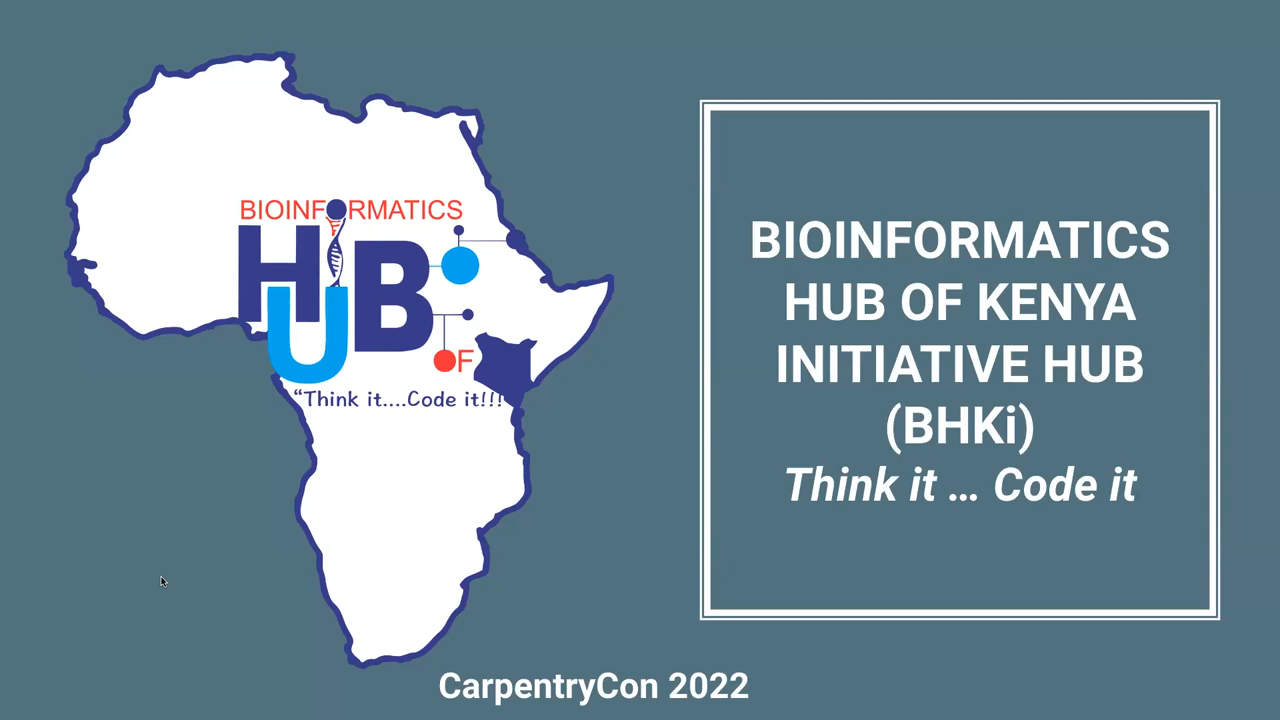 BIOINFORMATICS
HUB
OF
“Think it....Code it!!!
BIOINFORMATICS
HUB OF KENYA
INITIATIVE HUB
(BHKi)
Think it … Code it
CarpentryCon 2022